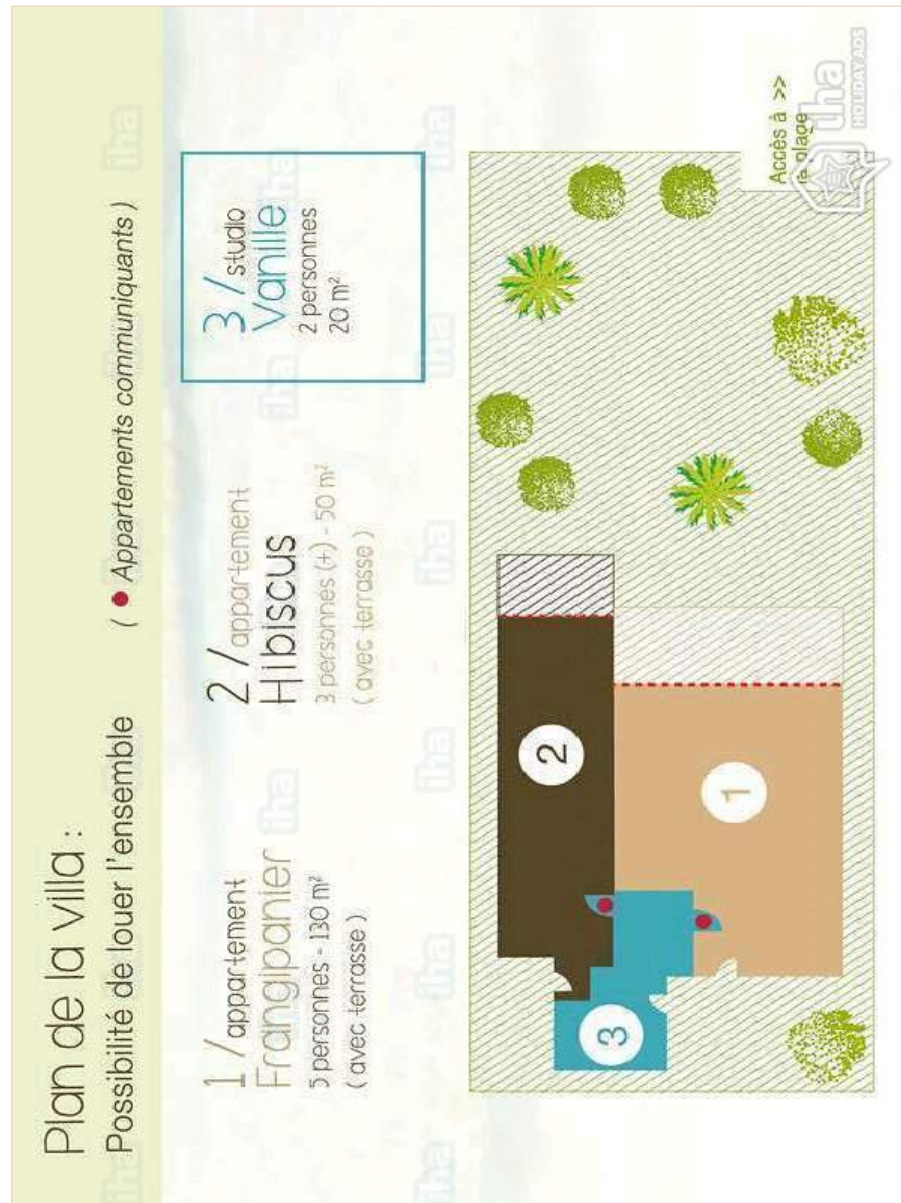 Plan de la villa :
Possibilité de louer l'ensemble
( Appartements communiquants )
1 / appartement
Frangipanier
5 personnes - 130 m²
( avec terrasse )
2 / appartement
Hibiscus
3 personnes (+) - 50 m²
( avec terrasse )
3 / studio
Vanille
2 personnes
20 m²
1
2
3
Accès à >>
la plage
iha
HOLIDAY ADS